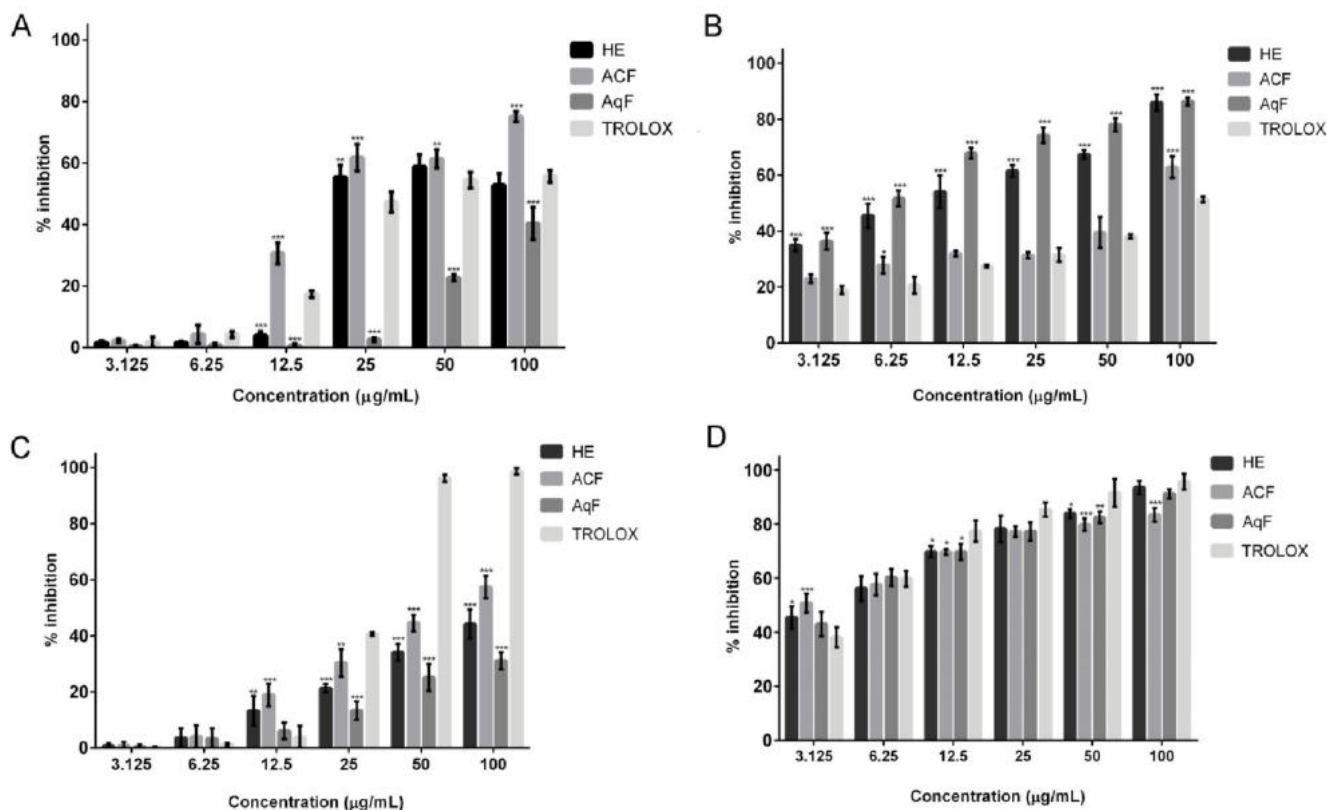 A
100
80
60
40
20
0
% inhibition
*** *** ***
** ***
** ***
*** ***
3.125 6.25 12.5 25 50 100
Concentration (μg/mL)
HE
ACF
AqF
TROLOX
B
100
80
60
40
20
0
% inhibition
*** ***
*** * ***
*** ***
*** ***
*** ***
*** *** ***
3.125 6.25 12.5 25 50 100
Concentration (μg/mL)
HE
ACF
AqF
TROLOX
C
100
80
60
40
20
0
% inhibition
** ***
*** ** ***
*** *** ***
*** *** ***
3.125 6.25 12.5 25 50 100
Concentration (μg/mL)
HE
ACF
AqF
TROLOX
D
100
80
60
40
20
0
% inhibition
* ***
* * *
* *** **
***
3.125 6.25 12.5 25 50 100
Concentration (μg/mL)
HE
ACF
AqF
TROLOX